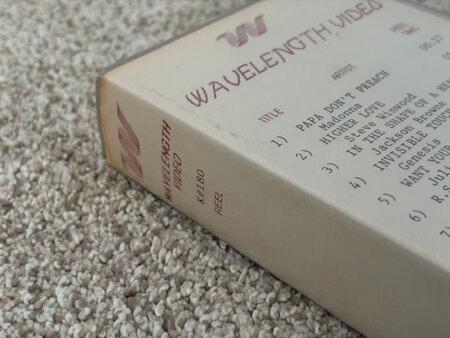 W
WAVELENGTH VIDEO
TITLE ARTIST
00:27
1) PAPA DON'T PREACH
Madonna
2) HIGHER LOVE
Steve Winwood
3) IN THE SHAPE OF A
Jackson Browne
4) INVISIBLE TOUCH
Genesis
5) WANT YOU
6) R.S
W
WAVELENGTH
VIDEO
K#180
REEL